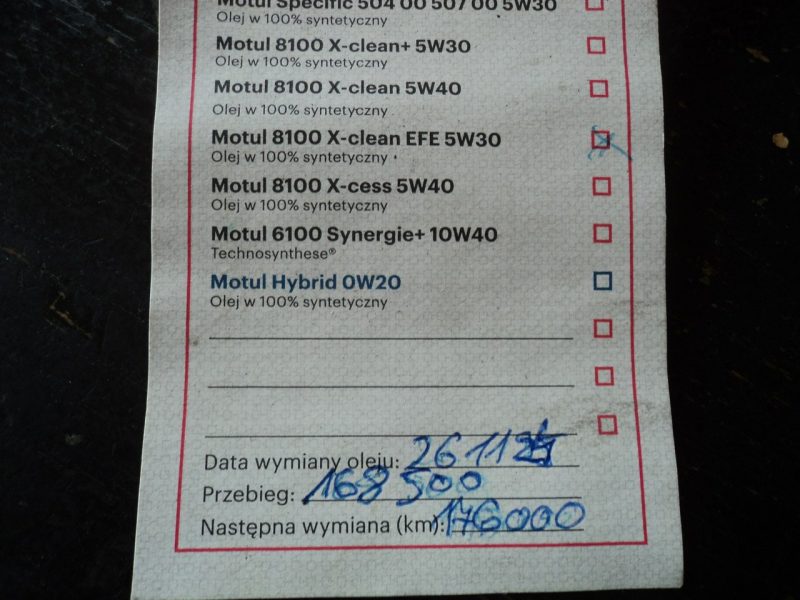 Motul Specific 504 00 507 00 5W30
Olej w 100% syntetyczny
Motul 8100 X-clean+ 5W30
Olej w 100% syntetyczny
Motul 8100 X-clean 5W40
Olej w 100% syntetyczny
Motul 8100 X-clean EFE 5W30
Olej w 100% syntetyczny
Motul 8100 X-cess 5W40
Olej w 100% syntetyczny
Motul 6100 Synergie+ 10W40
Technosynthese®
Motul Hybrid 0W20
Olej w 100% syntetyczny
Data wymiany oleju: 26 11
Przebieg: 168 500
Następna wymiana (km): 176000